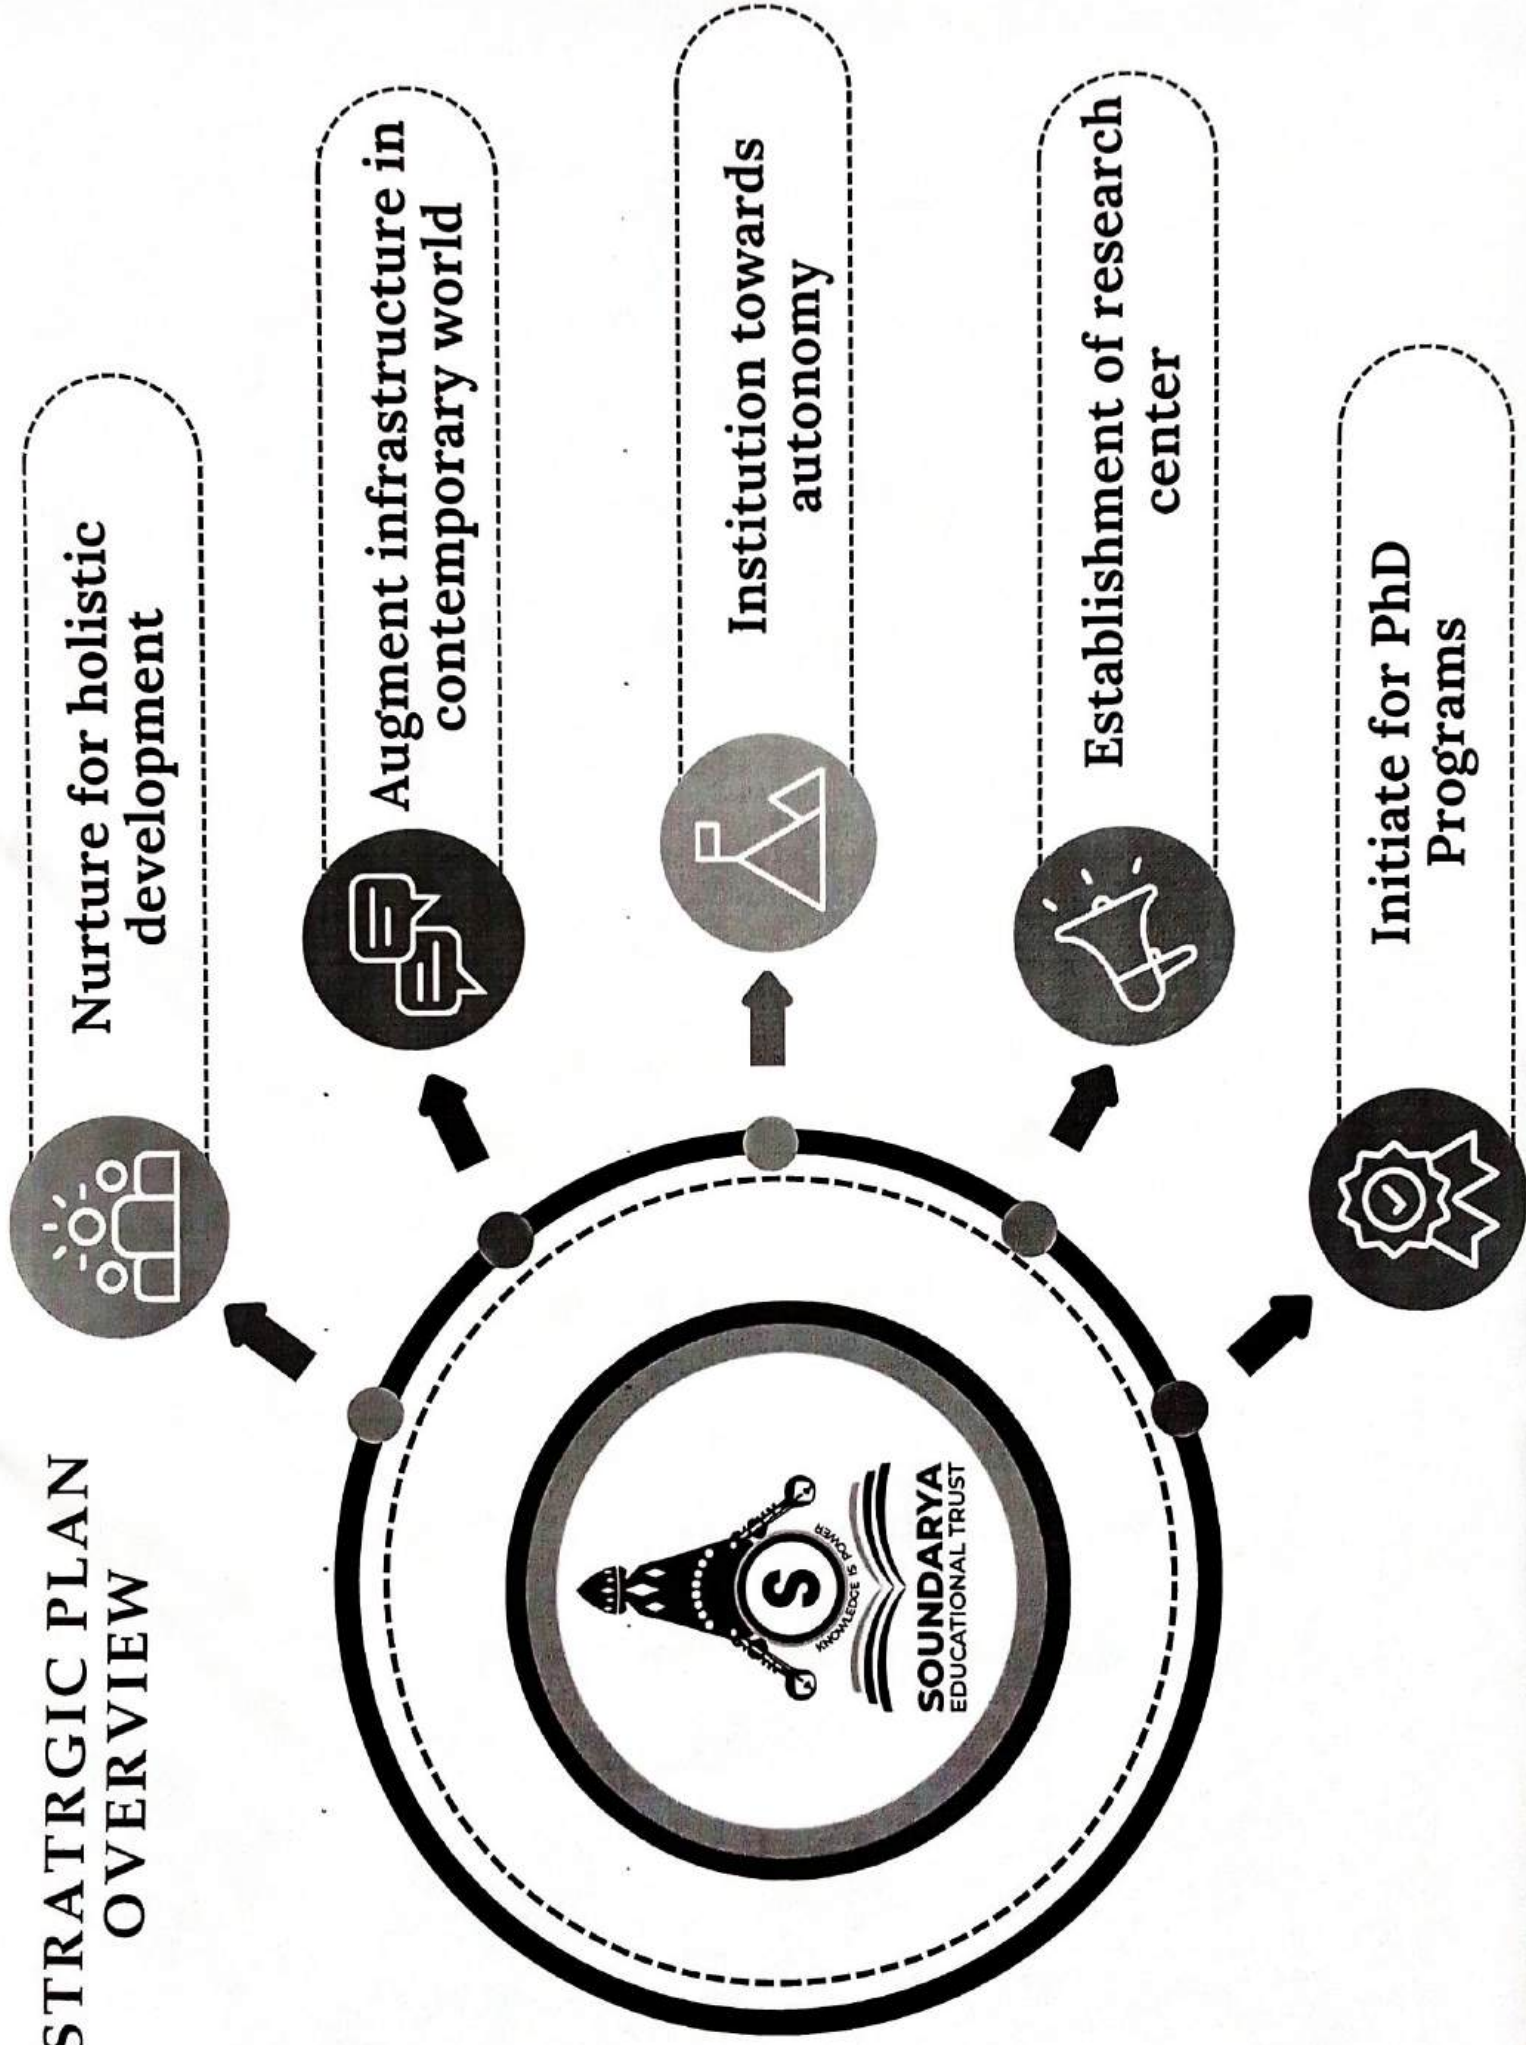 STRATRGIC PLAN
OVERVIEW
Nurture for holistic
development
Augment infrastructure in
contemporary world
Institution towards
autonomy
Establishment of research
center
Initiate for PhD
Programs
S
KNOWLEDGE IS POWER
SOUNDARYA
EDUCATIONAL TRUST